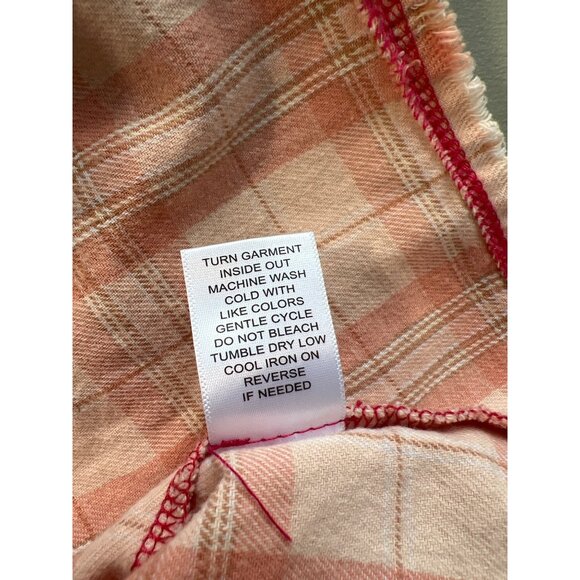 TURN GARMENT
INSIDE OUT
MACHINE WASH
COLD WITH
LIKE COLORS
GENTLE CYCLE
DO NOT BLEACH
TUMBLE DRY LOW
COOL IRON ON
REVERSE
IF NEEDED